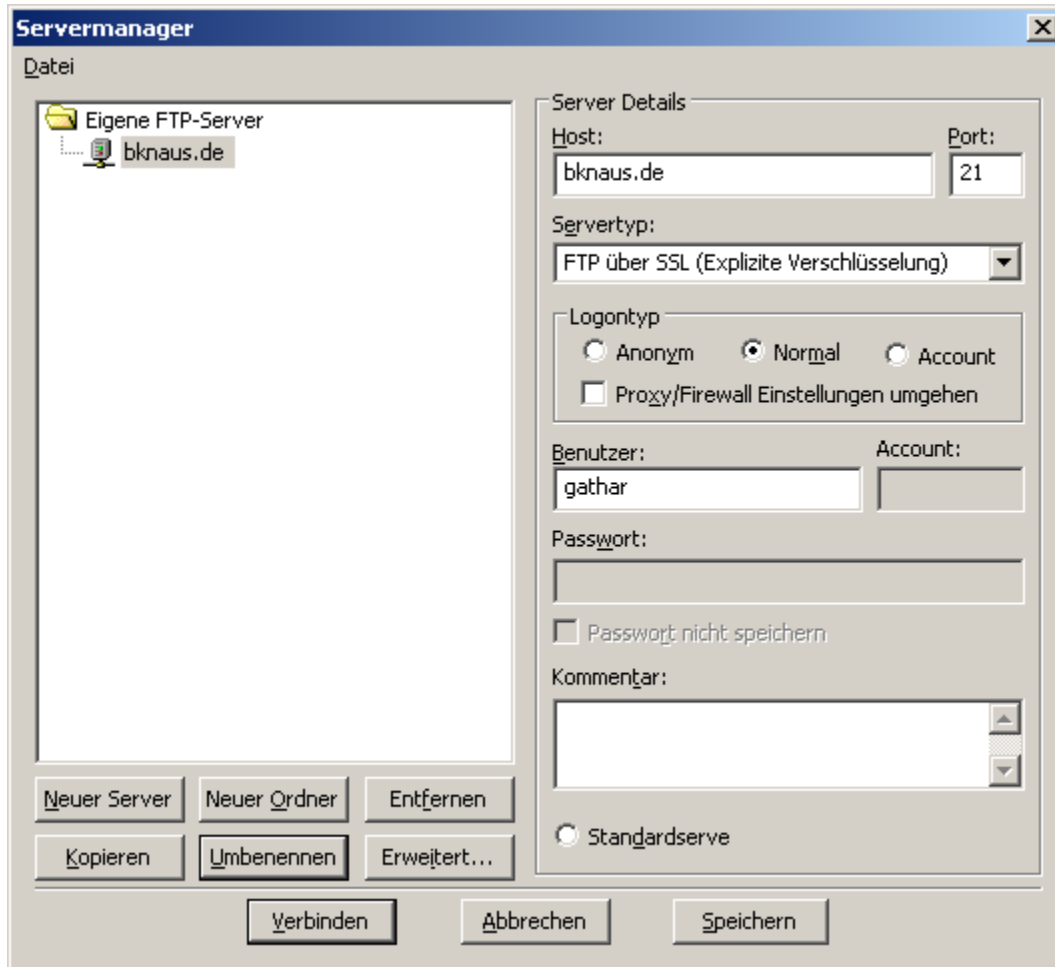 Servermanager
Datei
Eigene FTP-Server
bknaus.de
Server Details
Host: Port:
bknaus.de 21
Servertyp:
FTP über SSL (Explizite Verschlüsselung)
Logontyp
Anonym Normal Account
Proxy/Firewall Einstellungen umgehen
Benutzer: Account:
gathar
Passwort:
Passwort nicht speichern
Kommentar:
Standardserve
Neuer Server Neuer Ordner Entfernen
Kopieren Umbenennen Erweitert...
Verbinden Abbrechen Speichern